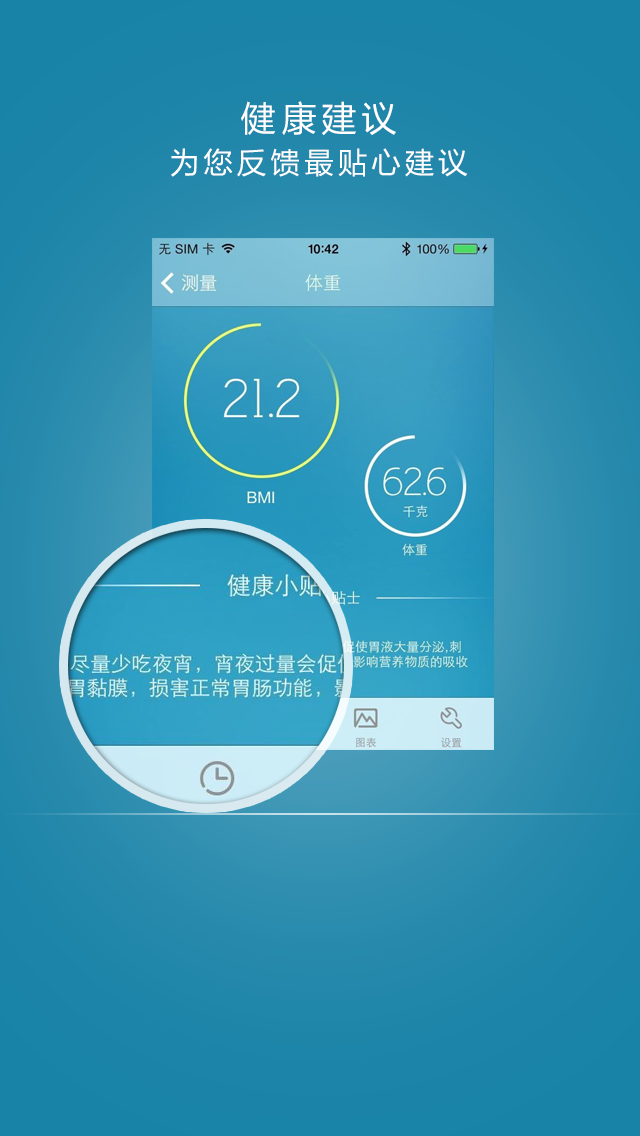 健康建议
为您反馈最贴心建议
无 SIM 卡 10:42 100%
测量 体重
21.2
BMI
62.6
千克
体重
健康小贴
贴士
尽量少吃夜宵，宵夜过量会促使
胃黏膜，损害正常胃肠功能，影
促使胃液大量分泌,刺
影响营养物质的吸收
图表 设置